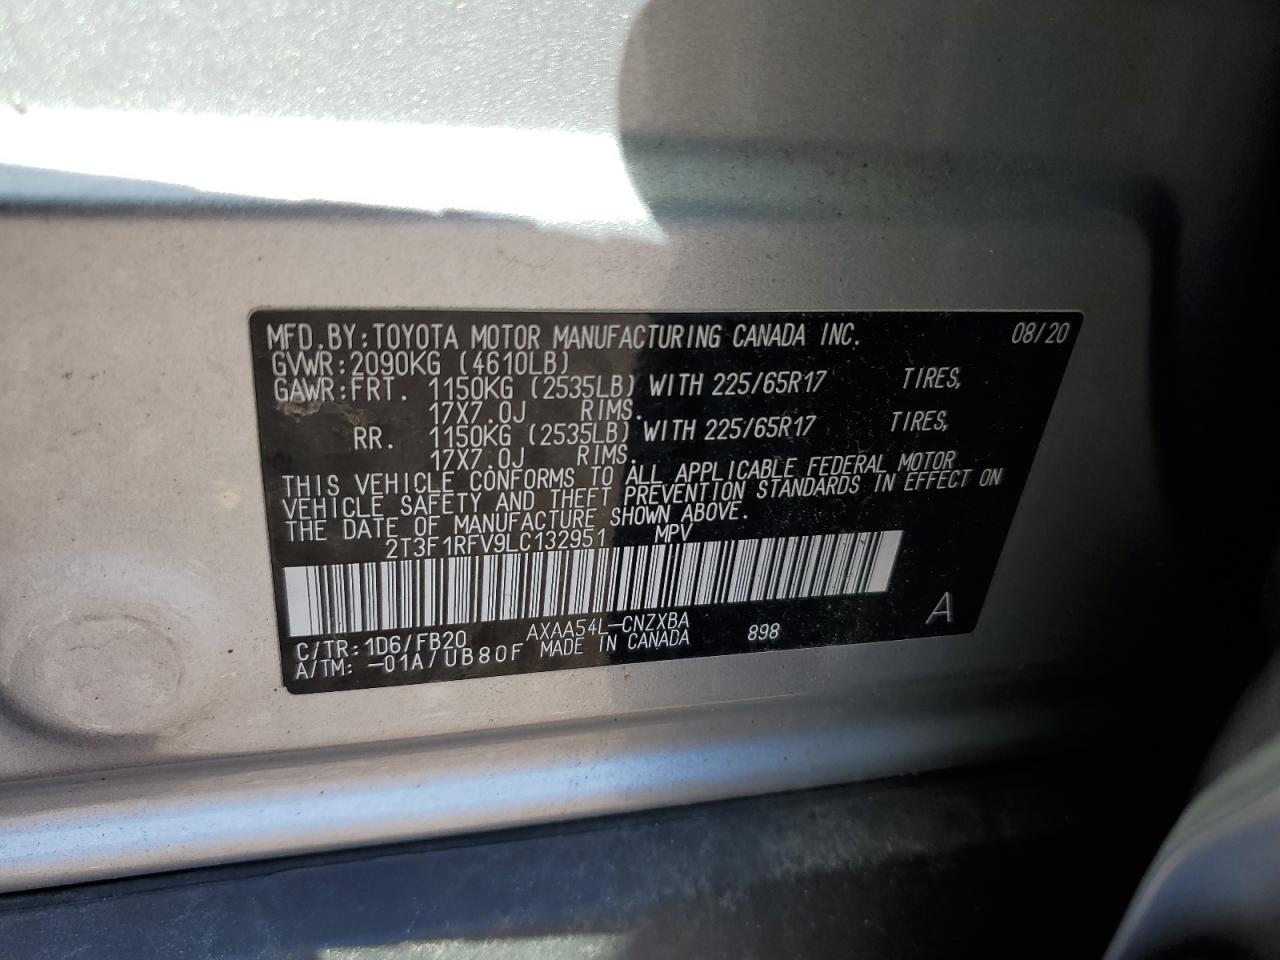 MFD.BY:TOYOTA MOTOR MANUFACTURING CANADA INC. 08/20
GVWR:2090KG (4610LB)
GAWR:FRT. 1150KG (2535LB) WITH 225/65R17 TIRES,
17X7.0J RIMS.
RR. 1150KG (2535LB) WITH 225/65R17 TIRES,
17X7.0J RIMS.
THIS VEHICLE CONFORMS TO ALL APPLICABLE FEDERAL MOTOR
VEHICLE SAFETY AND THEFT PREVENTION STANDARDS IN EFFECT ON
THE DATE OF MANUFACTURE SHOWN ABOVE.
2T3F1RFV9LC132951 MPV
C/TR:1D6/FB20 AXAA54L-CNZXBA 898 A
A/TM: -01A/UB80F MADE IN CANADA